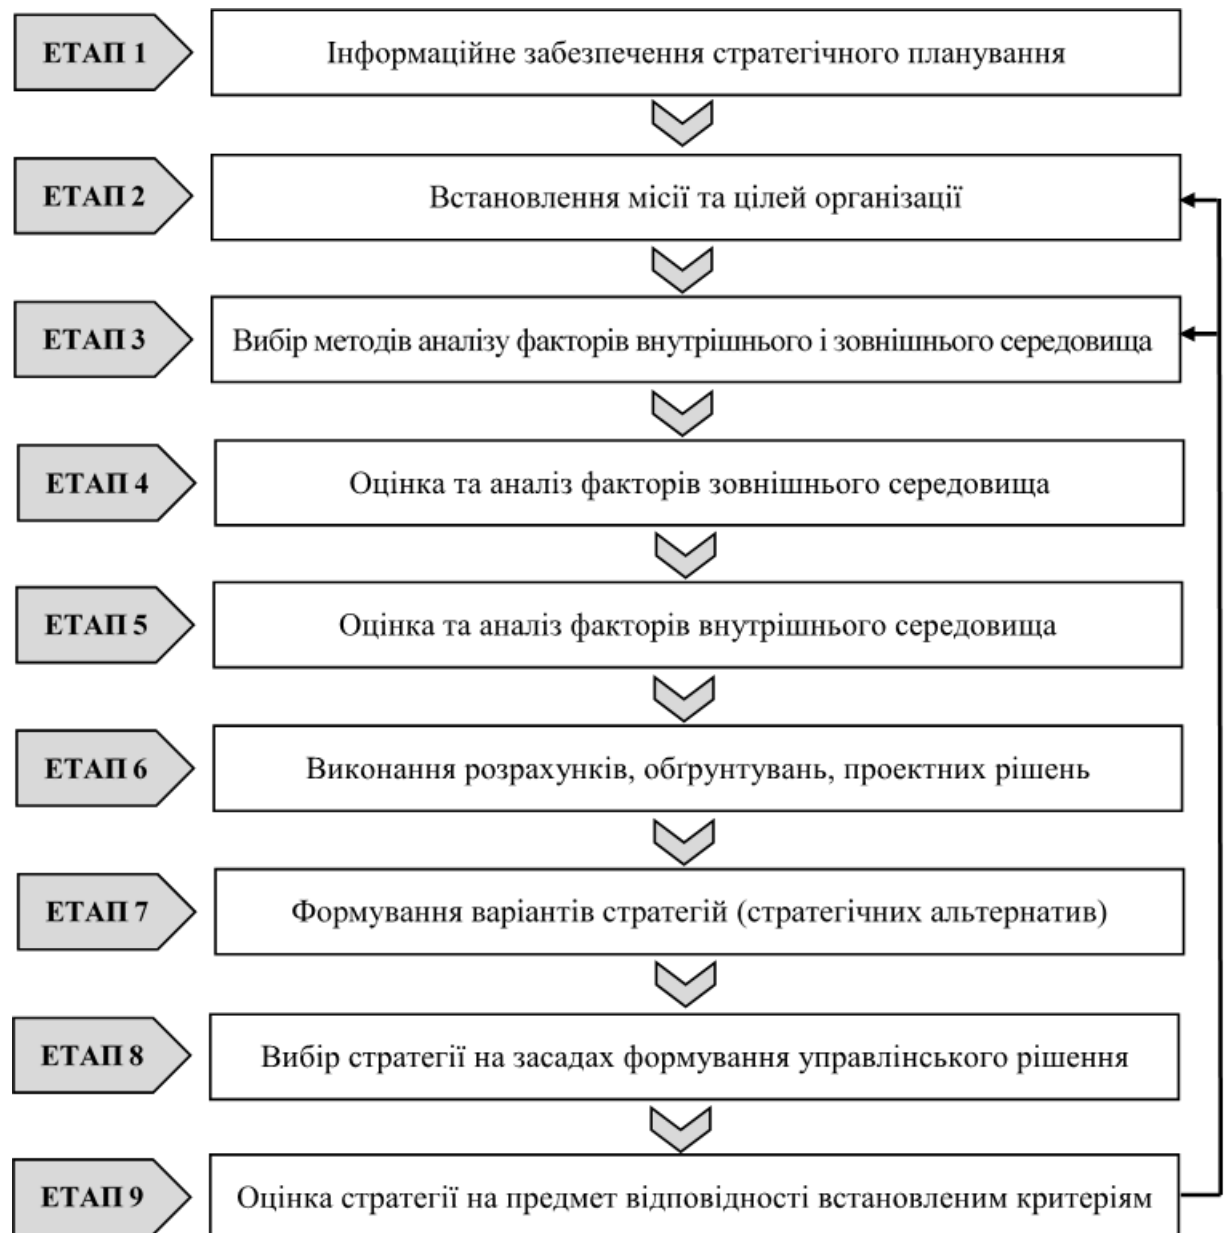 ЕТАП 1
Інформаційне забезпечення стратегічного планування
ЕТАП 2
Встановлення місії та цілей організації
ЕТАП 3
Вибір методів аналізу факторів внутрішнього і зовнішнього середовища
ЕТАП 4
Оцінка та аналіз факторів зовнішнього середовища
ЕТАП 5
Оцінка та аналіз факторів внутрішнього середовища
ЕТАП 6
Виконання розрахунків, обґрунтувань, проектних рішень
ЕТАП 7
Формування варіантів стратегій (стратегічних альтернатив)
ЕТАП 8
Вибір стратегії на засадах формування управлінського рішення
ЕТАП 9
Оцінка стратегії на предмет відповідності встановленим критеріям